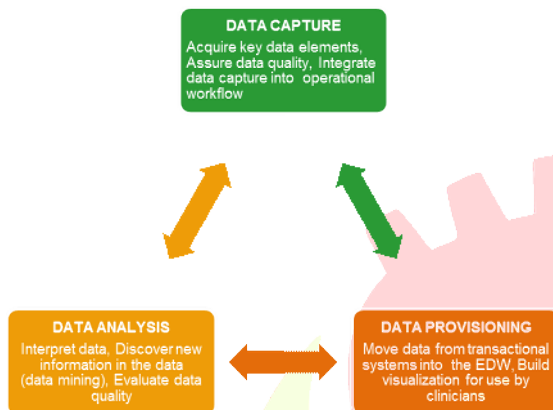 DATA CAPTURE
Acquire key data elements,
Assure data quality, Integrate
data capture into operational
workflow
DATA ANALYSIS
Interpret data, Discover new
information in the data
(data mining), Evaluate data
quality
DATA PROVISIONING
Move data from transactional
systems into the EDW, Build
visualization for use by
clinicians